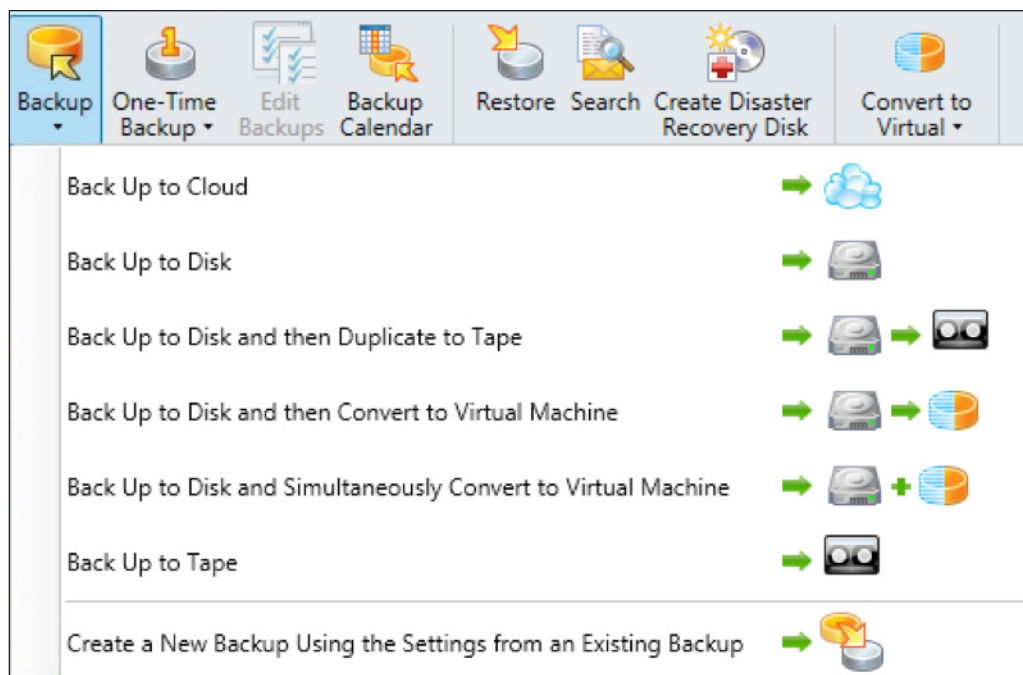 Backup
One-Time
Backup
Edit
Backups
Backup
Calendar
Restore
Search
Create Disaster
Recovery Disk
Convert to
Virtual
Back Up to Cloud
Back Up to Disk
Back Up to Disk and then Duplicate to Tape
Back Up to Disk and then Convert to Virtual Machine
Back Up to Disk and Simultaneously Convert to Virtual Machine
Back Up to Tape
Create a New Backup Using the Settings from an Existing Backup